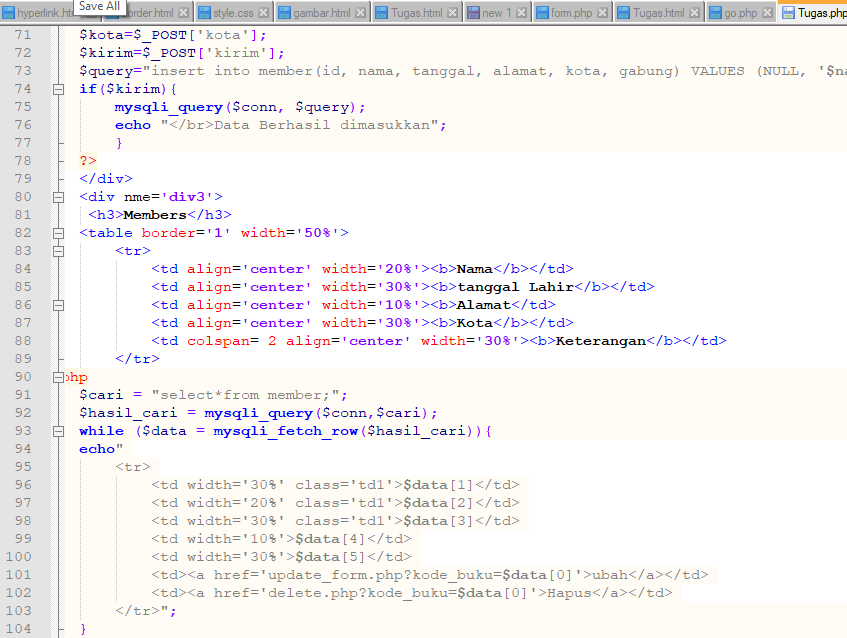 Save All
hyperlink.ht order.html style.css gambar.html Tugas.html new 1 form.php Tugas.html go.php Tugas.php
71 $kota=$_POST['kota'];
72 $kirim=$_POST['kirim'];
73 $query="insert into member(id, nama, tanggal, alamat, kota, gabung) VALUES (NULL, '$na
74 if($kirim){
75 mysqli_query($conn, $query);
76 echo "</br>Data Berhasil dimasukkan";
77 }
78 ?>
79 </div>
80 <div nme='div3'>
81 <h3>Members</h3>
82 <table border='1' width='50%'>
83 <tr>
84 <td align='center' width='20%'><b>Nama</b></td>
85 <td align='center' width='30%'><b>tanggal Lahir</b></td>
86 <td align='center' width='10%'><b>Alamat</td>
87 <td align='center' width='30%'><b>Kota</b></td>
88 <td colspan= 2 align='center' width='30%'><b>Keterangan</b></td>
89 </tr>
90 php
91 $cari = "select*from member;";
92 $hasil_cari = mysqli_query($conn,$cari);
93 while ($data = mysqli_fetch_row($hasil_cari)){
94 echo"
95 <tr>
96 <td width='30%' class='td1'>$data[1]</td>
97 <td width='20%' class='td1'>$data[2]</td>
98 <td width='30%' class='td1'>$data[3]</td>
99 <td width='10%'>$data[4]</td>
100 <td width='30%'>$data[5]</td>
101 <td><a href='update_form.php?kode_buku=$data[0]'>ubah</a></td>
102 <td><a href='delete.php?kode_buku=$data[0]'>Hapus</a></td>
103 </tr>";
104 }